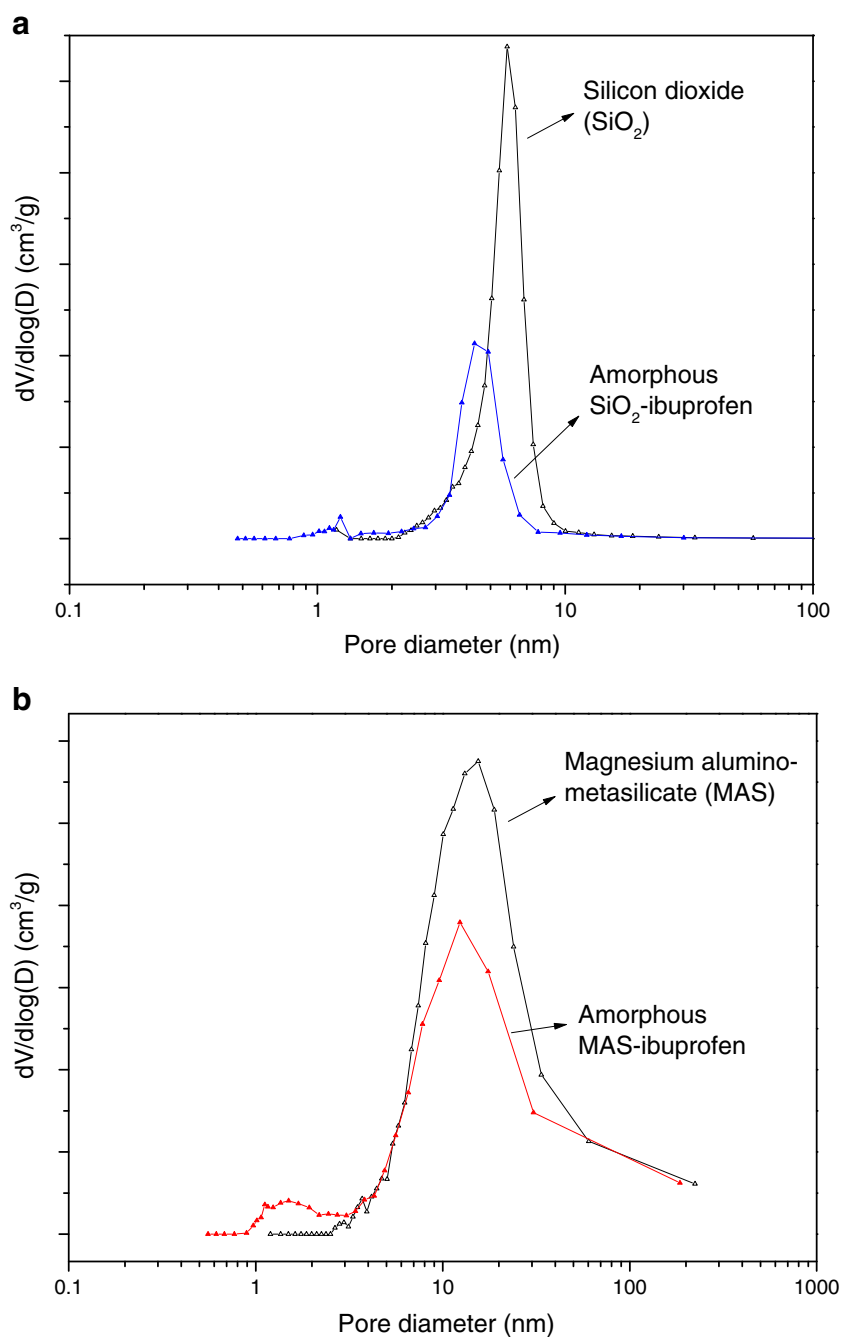 a
Silicon dioxide
(SiO₂)
Amorphous
SiO₂-ibuprofen
dV/dlog(D) (cm³/g)
0.1 1 10 100
Pore diameter (nm)
b
Magnesium alumino-
metasilicate (MAS)
Amorphous
MAS-ibuprofen
dV/dlog(D) (cm³/g)
0.1 1 10 100 1000
Pore diameter (nm)